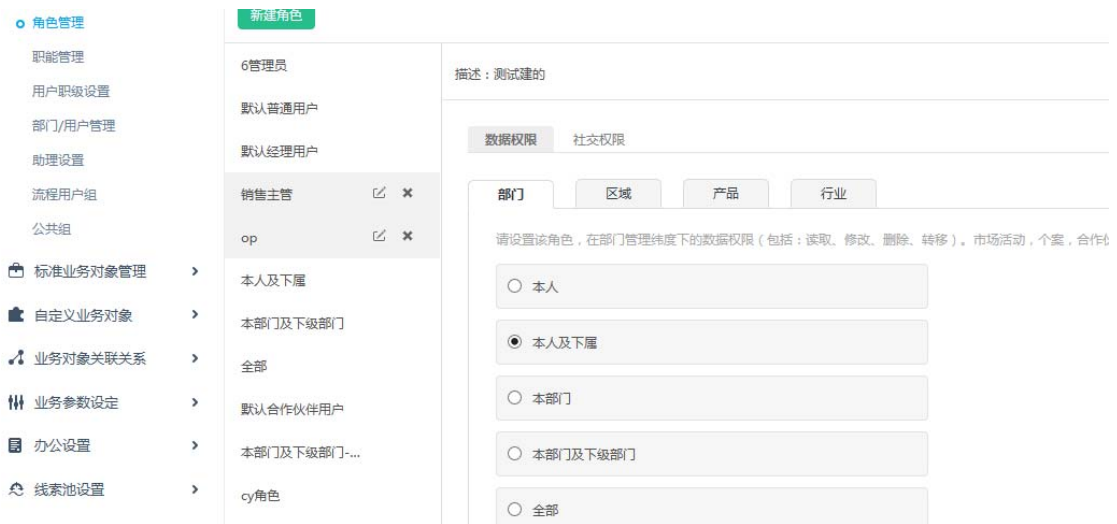 角色管理
职能管理
用户职级设置
部门/用户管理
助理设置
流程用户组
公共组
标准业务对象管理
自定义业务对象
业务对象关联关系
业务参数设定
办公设置
线索池设置
新建角色
6管理员
默认普通用户
默认经理用户
销售主管
op
本人及下属
本部门及下级部门
全部
默认合作伙伴用户
本部门及下级部门-...
cy角色
描述：测试建的
数据权限 社交权限
部门 区域 产品 行业
请设置该角色，在部门管理纬度下的数据权限（包括：读取、修改、删除、转移）。市场活动，个案，合作伙
本人
本人及下属
本部门
本部门及下级部门
全部